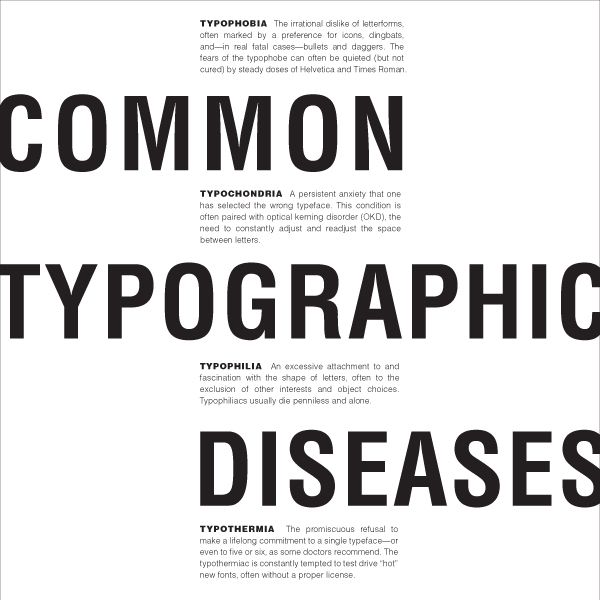 TYPOPHOBIA The irrational dislike of letterforms,
often marked by a preference for icons, dingbats,
and—in real fatal cases—bullets and daggers. The
fears of the typophobe can often be quieted (but not
cured) by steady doses of Helvetica and Times Roman.
COMMON
TYPOCHONDRIA A persistent anxiety that one
has selected the wrong typeface. This condition is
often paired with optical kerning disorder (OKD), the
need to constantly adjust and readjust the space
between letters.
TYPOGRAPHIC
TYPOPHILIA An excessive attachment to and
fascination with the shape of letters, often to the
exclusion of other interests and object choices.
Typophiliacs usually die penniless and alone.
DISEASES
TYPOTHERMIA The promiscuous refusal to
make a lifelong commitment to a single typeface—or
even to five or six, as some doctors recommend. The
typothermiac is constantly tempted to test drive “hot”
new fonts, often without a proper license.